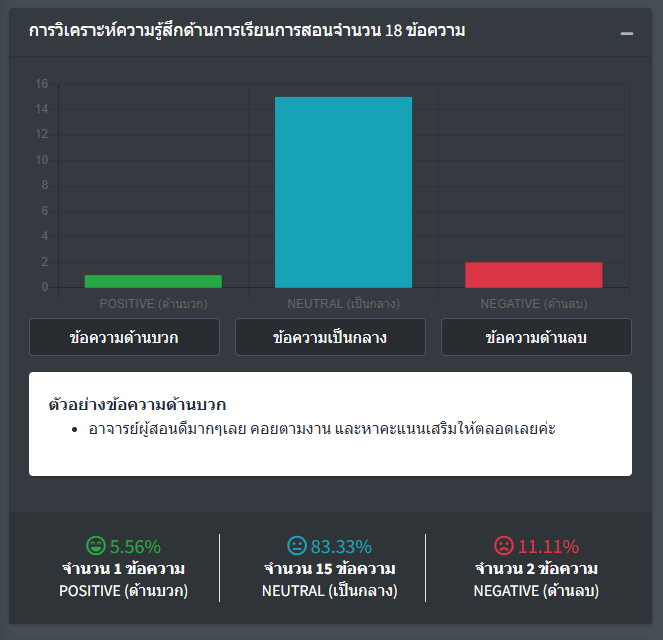 การวิเคราะห์ความรู้สึกด้านการเรียนการสอนจำนวน 18 ข้อความ
16
14
12
10
8
6
4
2
0
POSITIVE (ด้านบวก) NEUTRAL (เป็นกลาง) NEGATIVE (ด้านลบ)
ข้อความด้านบวก ข้อความเป็นกลาง ข้อความด้านลบ
ตัวอย่างข้อความด้านบวก
• อาจารย์ผู้สอนดีมากๆเลย คอยตามงาน และหาคะแนนเสริมให้ตลอดเลยค่ะ
5.56% 83.33% 11.11%
จำนวน 1 ข้อความ จำนวน 15 ข้อความ จำนวน 2 ข้อความ
POSITIVE (ด้านบวก) NEUTRAL (เป็นกลาง) NEGATIVE (ด้านลบ)